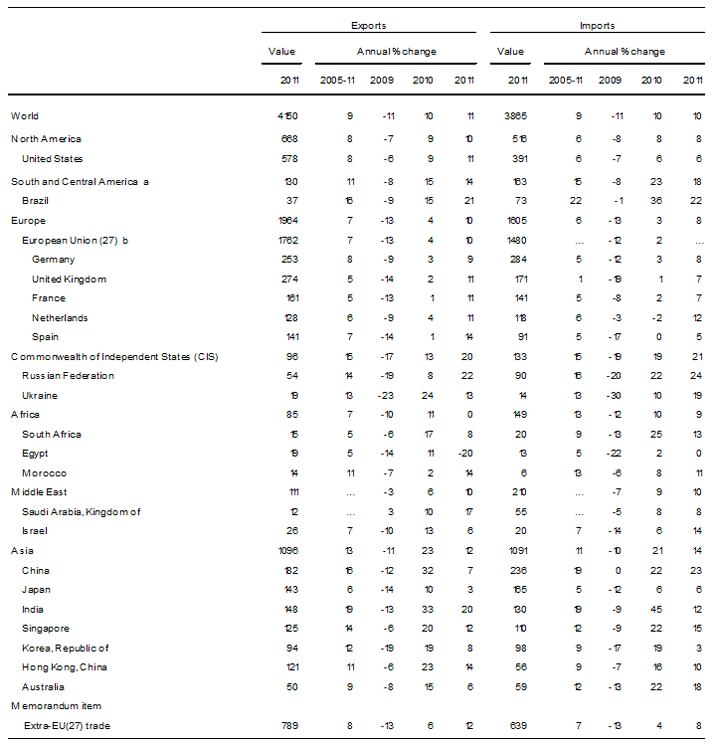 Exports Imports
Value Annual % change Value Annual % change
2011 2005-11 2009 2010 2011 2011 2005-11 2009 2010 2011
World 4150 9 -11 10 11 3865 9 -11 10 10
North America 668 8 -7 9 10 516 6 -8 8 8
United States 578 8 -6 9 11 391 6 -7 6 6
South and Central America a 130 11 -8 15 14 163 15 -8 23 18
Brazil 37 16 -9 15 21 73 22 -1 36 22
Europe 1964 7 -13 4 10 1605 6 -13 3 8
European Union (27) b 1762 7 -13 4 10 1480 ... -12 2 ...
Germany 253 8 -9 3 9 284 5 -12 3 8
United Kingdom 274 5 -14 2 11 171 1 -19 1 7
France 161 5 -13 1 11 141 5 -8 2 7
Netherlands 128 6 -9 4 11 118 6 -3 -2 12
Spain 141 7 -14 1 14 91 5 -17 0 5
Commonwealth of Independent States (CIS) 96 15 -17 13 20 133 15 -19 19 21
Russian Federation 54 14 -19 8 22 90 16 -20 22 24
Ukraine 19 13 -23 24 13 14 13 -30 10 19
Africa 85 7 -10 11 0 149 13 -12 10 9
South Africa 15 5 -6 17 8 20 9 -13 25 13
Egypt 19 5 -14 11 -20 13 5 -22 2 0
Morocco 14 11 -7 2 14 6 13 -6 8 11
Middle East 111 ... -3 6 10 210 ... -7 9 10
Saudi Arabia, Kingdom of 12 ... 3 10 17 55 ... -5 8 8
Israel 26 7 -10 13 6 20 7 -14 6 14
Asia 1096 13 -11 23 12 1091 11 -10 21 14
China 182 16 -12 32 7 236 19 0 22 23
Japan 143 6 -14 10 3 165 5 -12 6 6
India 148 19 -13 33 20 130 19 -9 45 12
Singapore 125 14 -6 20 12 110 12 -9 22 15
Korea, Republic of 94 12 -19 19 8 98 9 -17 19 3
Hong Kong, China 121 11 -6 23 14 56 9 -7 16 10
Australia 50 9 -8 15 6 59 12 -13 22 18
Memorandum item
Extra-EU(27) trade 789 8 -13 6 12 639 7 -13 4 8